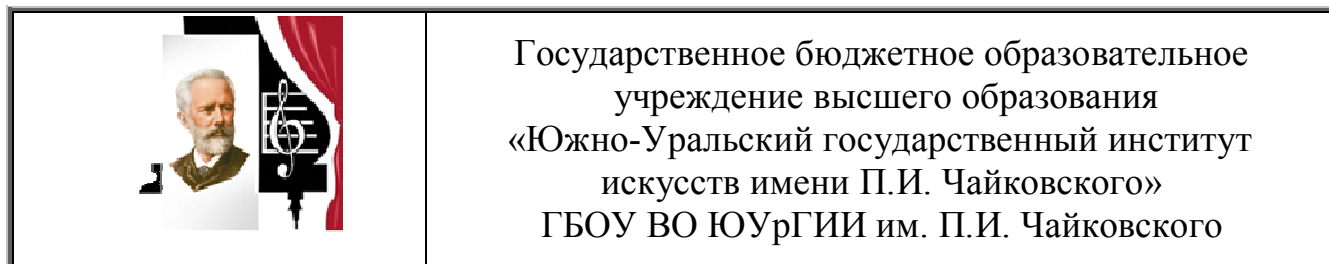 Государственное бюджетное образовательное
учреждение высшего образования
«Южно-Уральский государственный институт
искусств имени П.И. Чайковского»
ГБОУ ВО ЮУрГИИ им. П.И. Чайковского